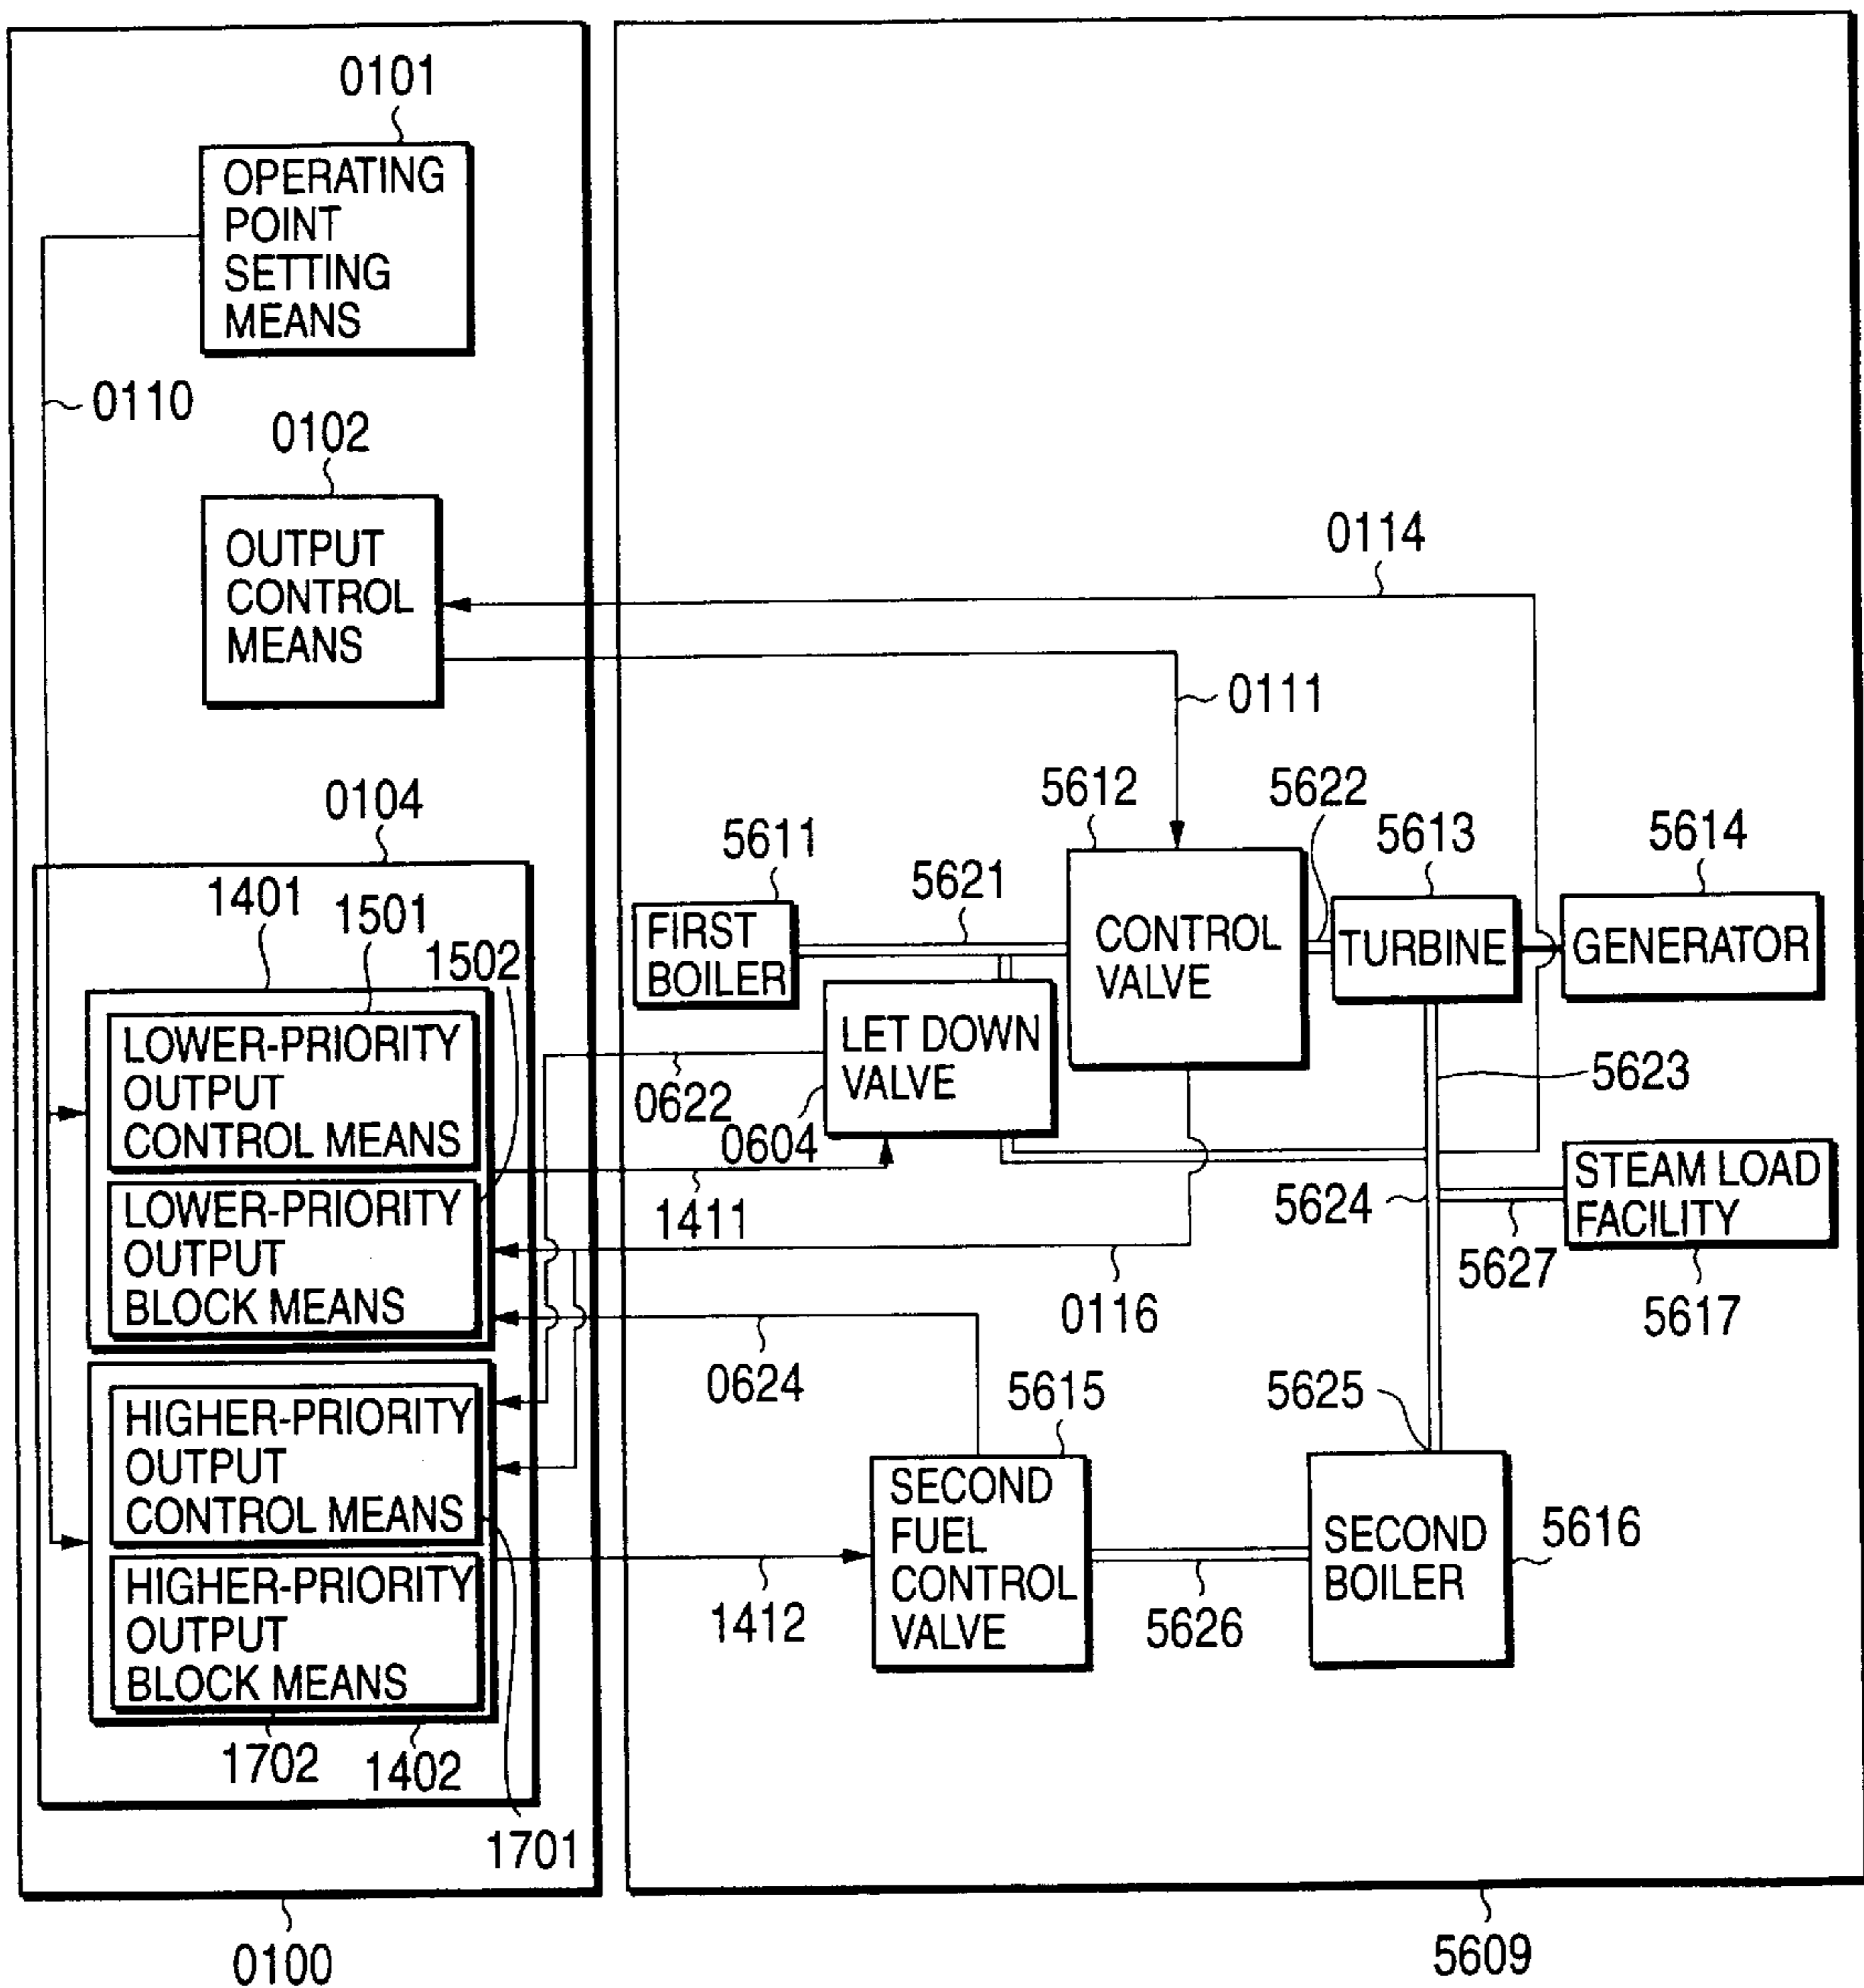 0101
OPERATING
POINT
SETTING
MEANS
0110
0102
OUTPUT
CONTROL
MEANS
0114
0111
0104
1401
1501
1502
LOWER-PRIORITY
OUTPUT
CONTROL MEANS
LOWER-PRIORITY
OUTPUT
BLOCK MEANS
HIGHER-PRIORITY
OUTPUT
CONTROL MEANS
HIGHER-PRIORITY
OUTPUT
BLOCK MEANS
1702
1402
1701
0100
5611
FIRST
BOILER
5621
5612
CONTROL
VALVE
5622
5613
TURBINE
5614
GENERATOR
LET DOWN
VALVE
0622
0604
1411
5623
5624
STEAM LOAD
FACILITY
5627
5617
0116
0624
5615
SECOND
FUEL
CONTROL
VALVE
1412
5626
5625
SECOND
BOILER
5616
5609